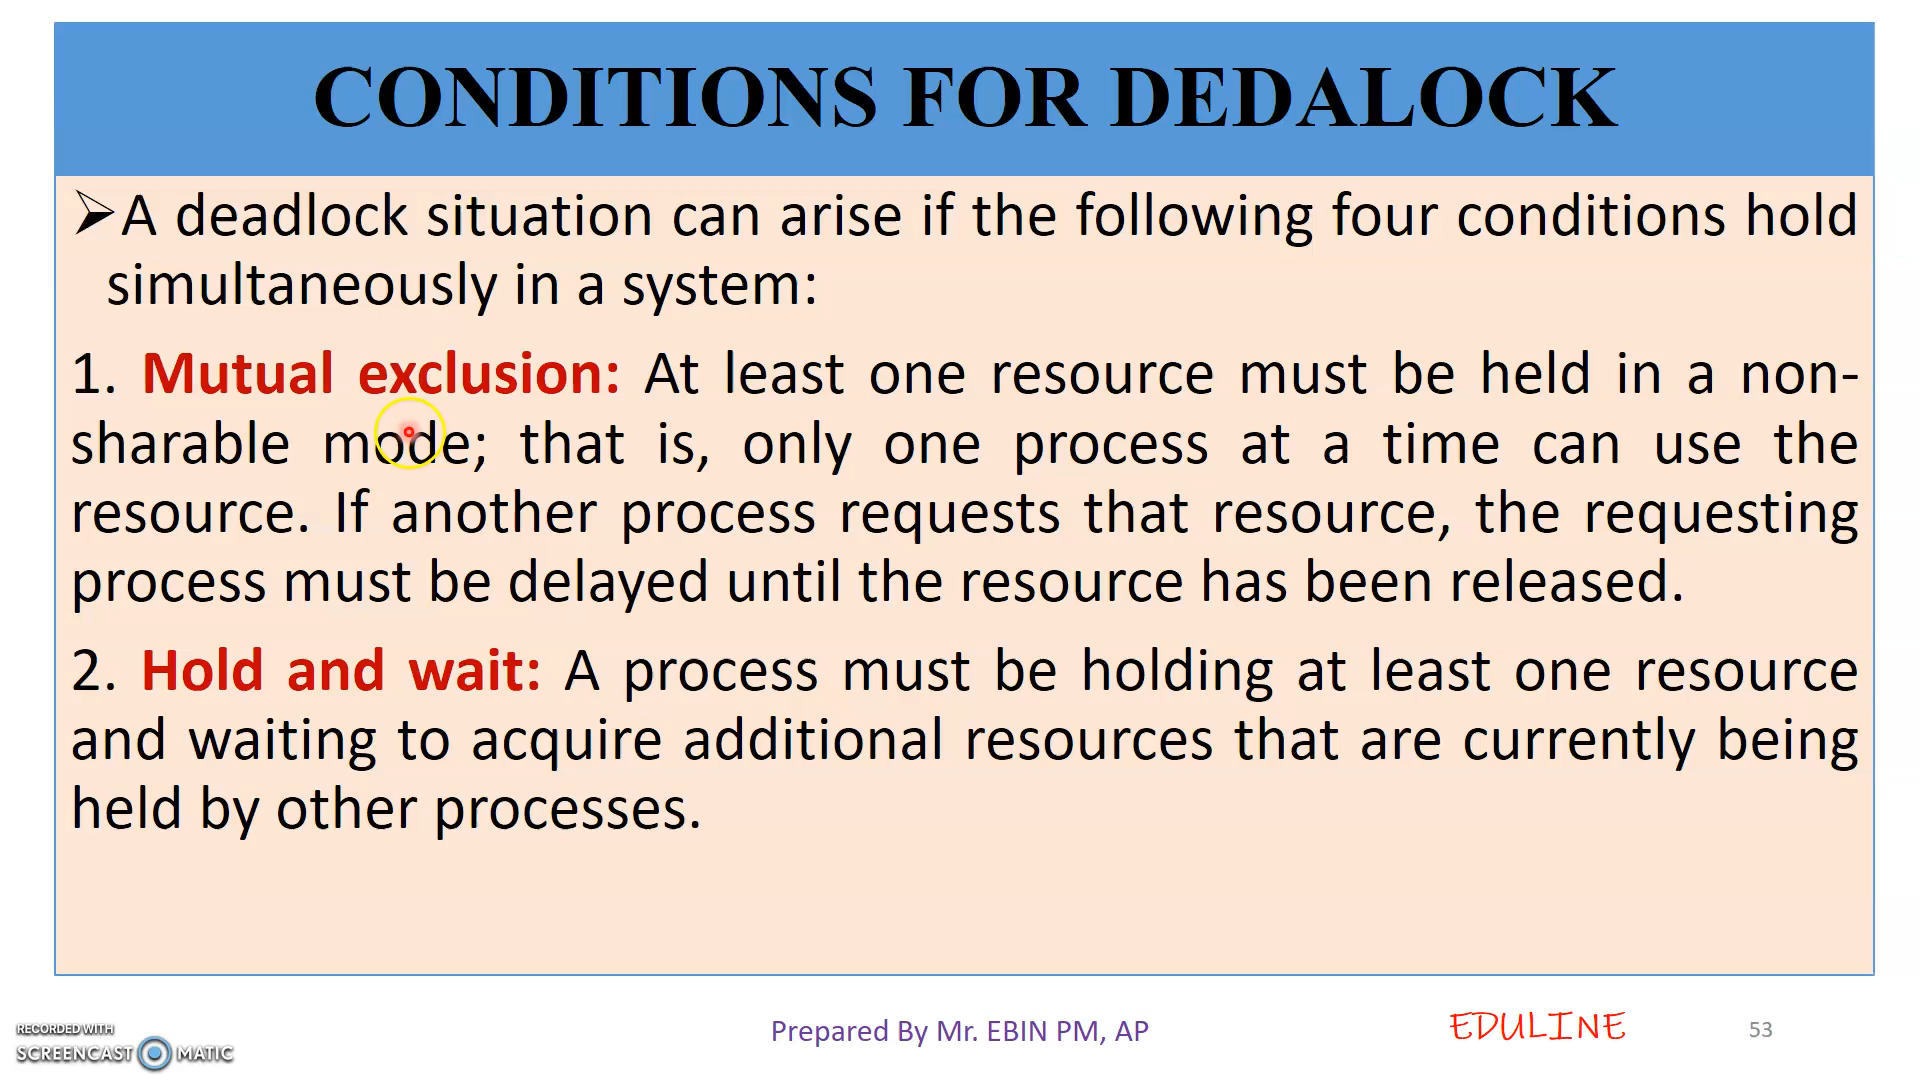 CONDITIONS FOR DEDALOCK
➢A deadlock situation can arise if the following four conditions hold
simultaneously in a system:
1. Mutual exclusion: At least one resource must be held in a non-
sharable mode; that is, only one process at a time can use the
resource. If another process requests that resource, the requesting
process must be delayed until the resource has been released.
2. Hold and wait: A process must be holding at least one resource
and waiting to acquire additional resources that are currently being
held by other processes.
Prepared By Mr. EBIN PM, AP
EDULINE
53
RECORDED WITH
SCREENCAST MATIC